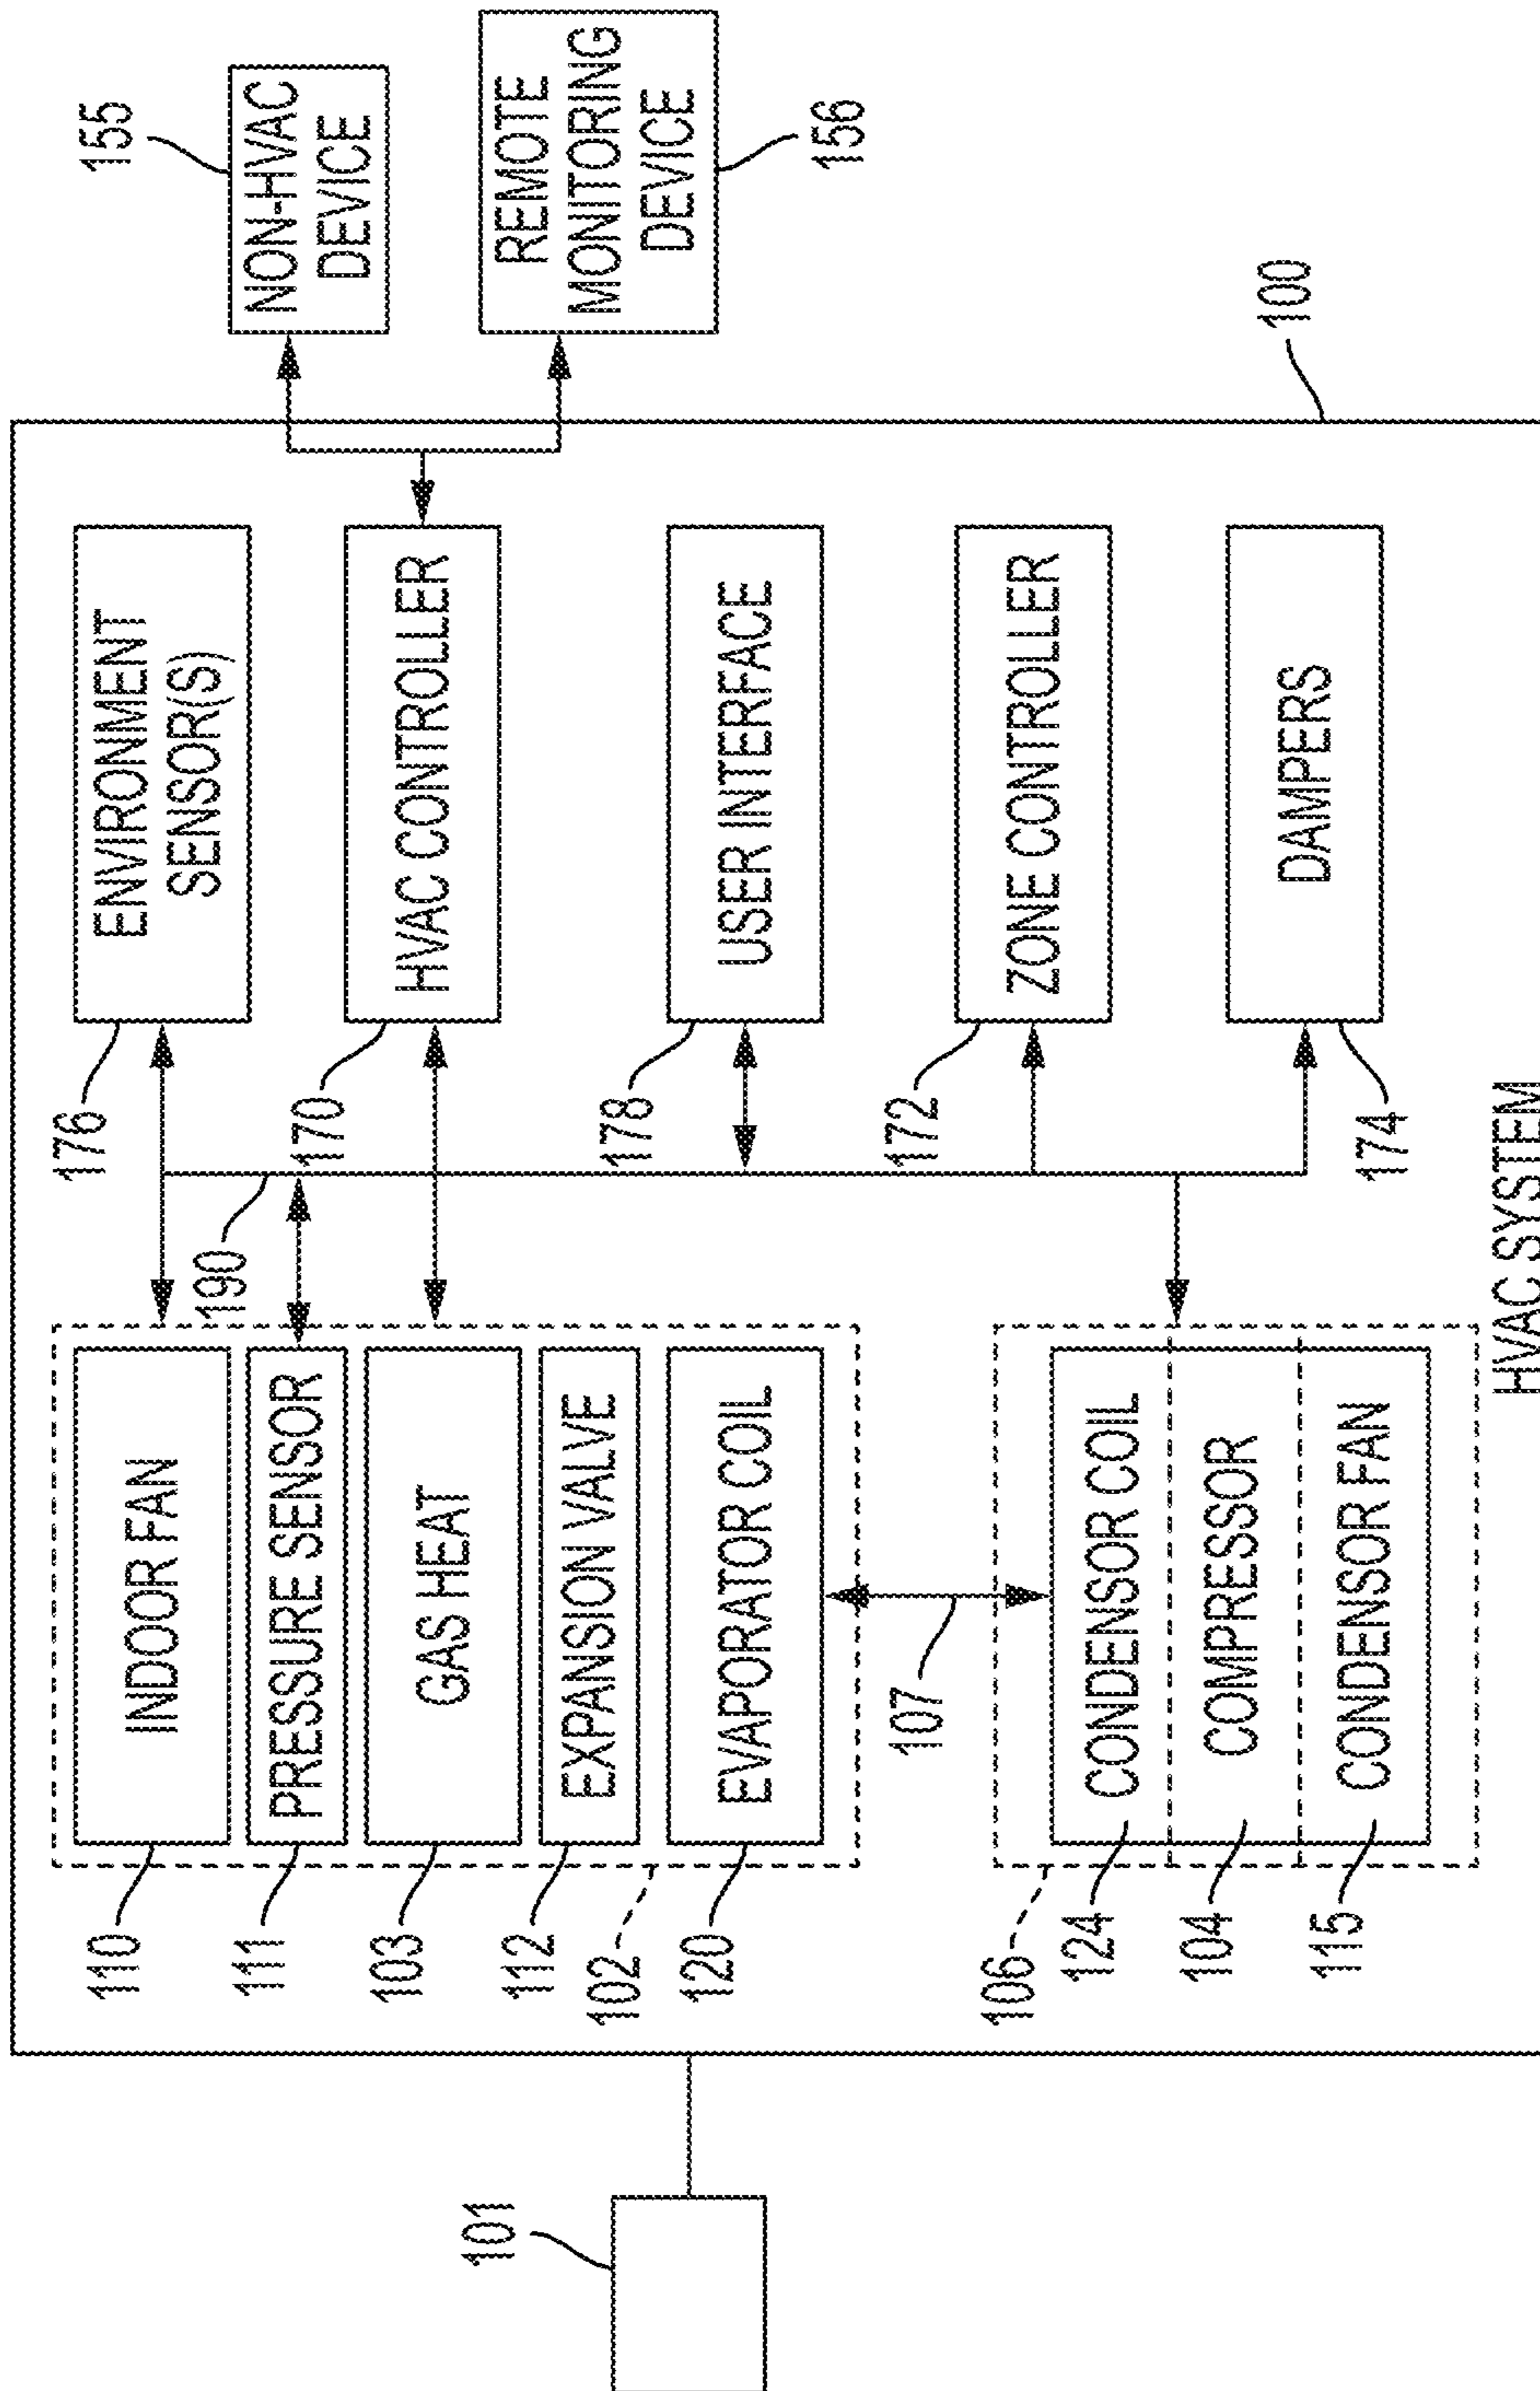 155
NON-HVAC
DEVICE
REMOTE
MONITORING
DEVICE
156
100
176
ENVIRONMENT
SENSOR(S)
170
HVAC CONTROLLER
178
USER INTERFACE
172
ZONE CONTROLLER
174
DAMPERS
190
110
INDOOR FAN
111
PRESSURE SENSOR
103
GAS HEAT
112
EXPANSION VALVE
102
120
EVAPORATOR COIL
107
106
124
CONDENSOR COIL
104
COMPRESSOR
115
CONDENSOR FAN
HVAC SYSTEM
101